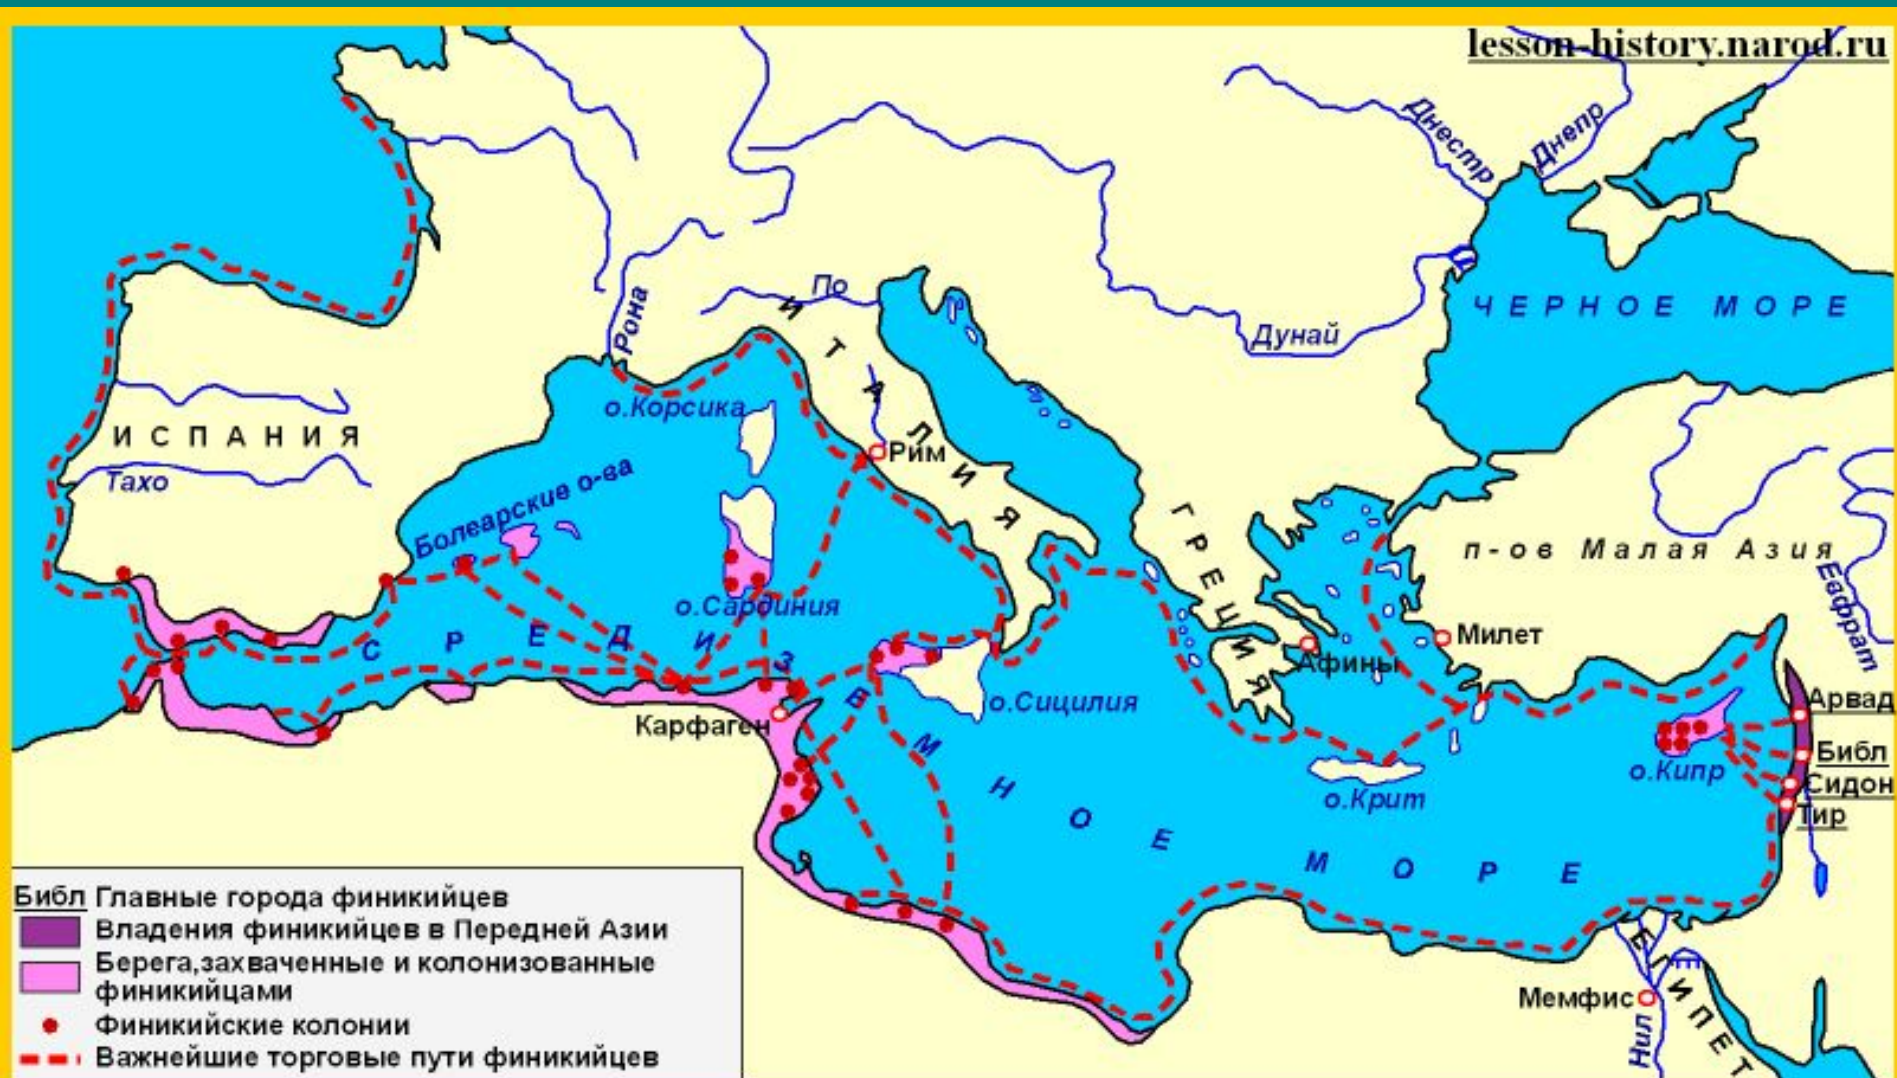 lesson-history.narod.ru
Днестр
Днепр
Рона
По
Дунай
ЧЕРНОЕ МОРЕ
ИТАЛИЯ
о.Корсика
ИСПАНИЯ
Тахо
Рим
Болеарские о-ва
ГРЕЦИЯ
п-ов Малая Азия
Евфрат
о.Сардиния
СРЕДИЗЕМНОЕ МОРЕ
Милет
Афины
о.Сицилия
Карфаген
Арвад
Библ
Сидон
Тир
о.Кипр
о.Крит
ЕГИПЕТ
Мемфис
Нил
Библ Главные города финикийцев
Владения финикийцев в Передней Азии
Берега,захваченные и колонизованные
финикийцами
Финикийские колонии
Важнейшие торговые пути финикийцев